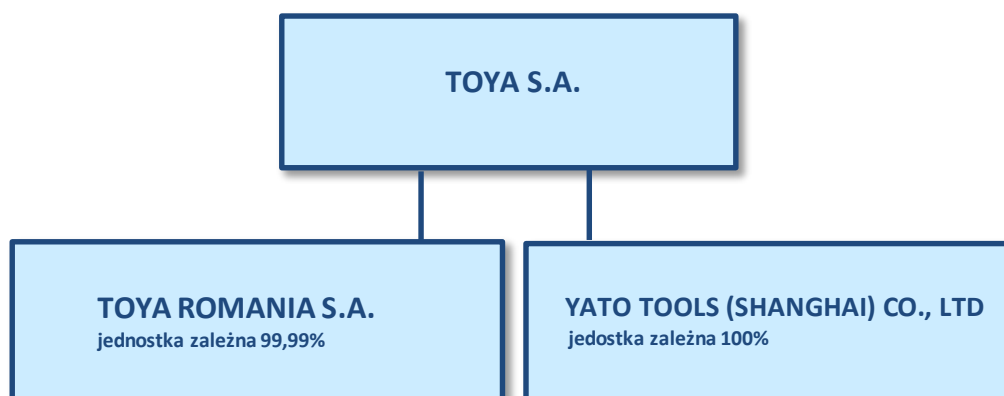 TOYA S.A.
TOYA ROMANIA S.A.
jednostka zależna 99,99%
YATO TOOLS (SHANGHAI) CO., LTD
jedostka zależna 100%